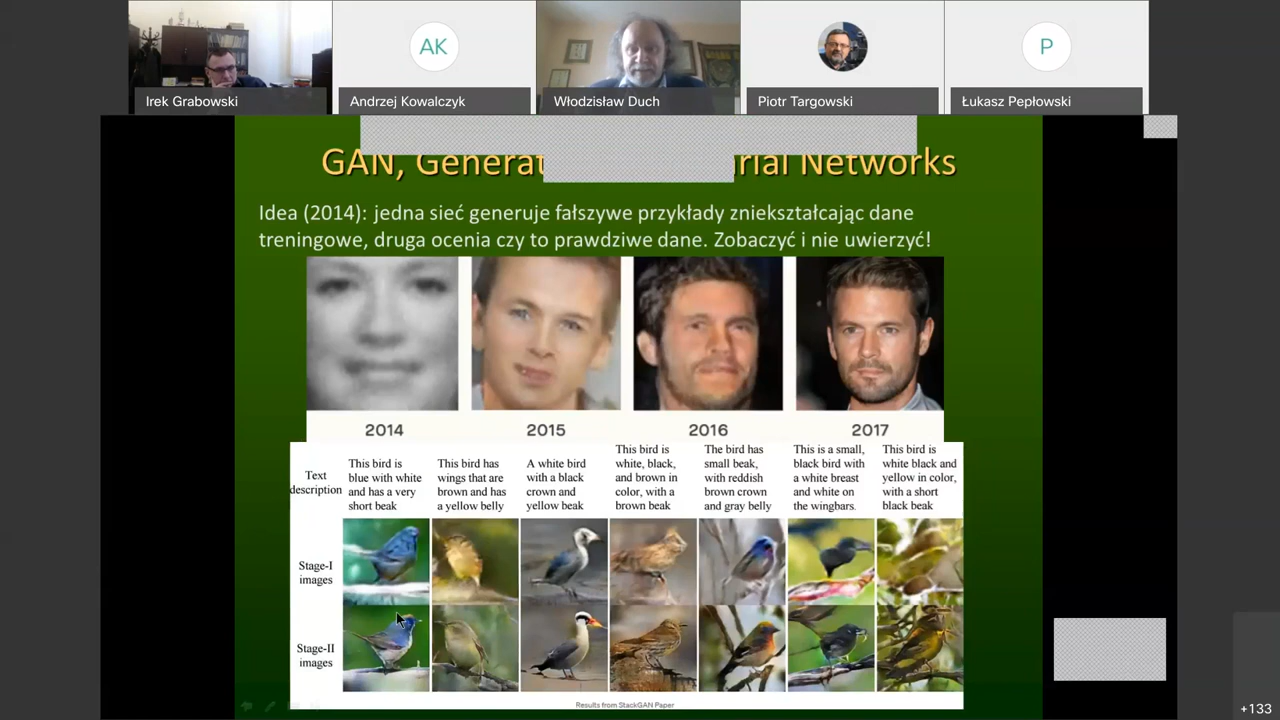 AK
P
Irek Grabowski
Andrzej Kowalczyk
Włodzisław Duch
Piotr Targowski
Łukasz Pepłowski
GAN, Generat rial Networks
Idea (2014): jedna sieć generuje fałszywe przykłady zniekształcając dane
treningowe, druga ocenia czy to prawdziwe dane. Zobaczyć i nie uwierzyć!
2014
2015
2016
2017
Text
description
This bird is
blue with white
and has a very
short beak
This bird has
wings that are
brown and has
a yellow belly
A white bird
with a black
crown and
yellow beak
This bird is
white, black,
and brown in
color, with a
brown beak
The bird has
small beak,
with reddish
brown crown
and gray belly
This is a small,
black bird with
a white breast
and white on
the wingbars.
This bird is
white black and
yellow in color,
with a short
black beak
Stage-I
images
Stage-II
images
Results from StackGAN Paper
+133